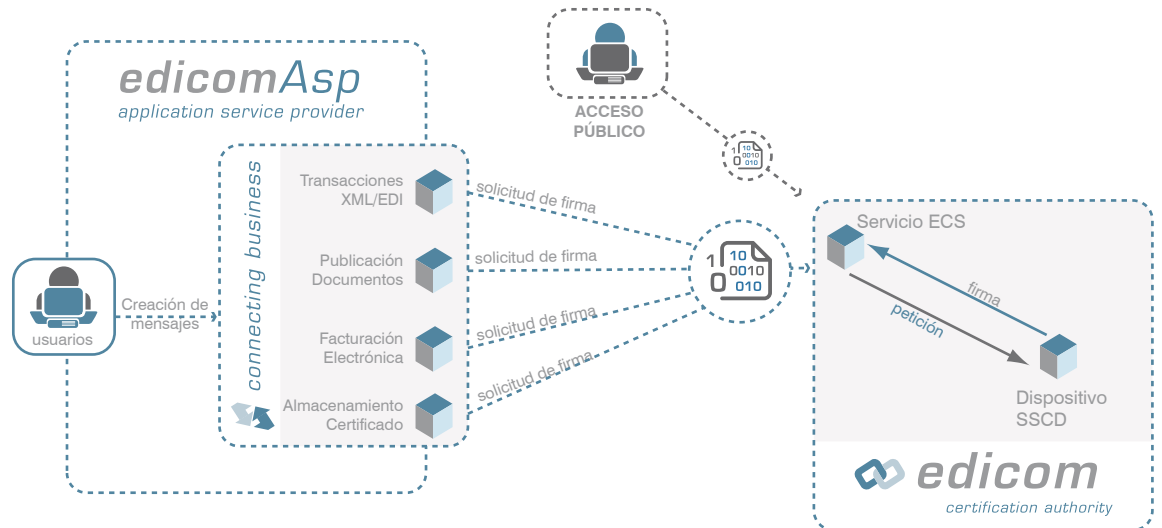 edicomAsp
application service provider
connecting business
usuarios
Creación de
mensajes
Transacciones
XML/EDI
Publicación
Documentos
Facturación
Electrónica
Almacenamiento
Certificado
solicitud de firma
solicitud de firma
solicitud de firma
solicitud de firma
1 10
0010
0 010
ACCESO
PÚBLICO
1 10
0010
0 010
Servicio ECS
firma
petición
Dispositivo
SSCD
edicom
certification authority